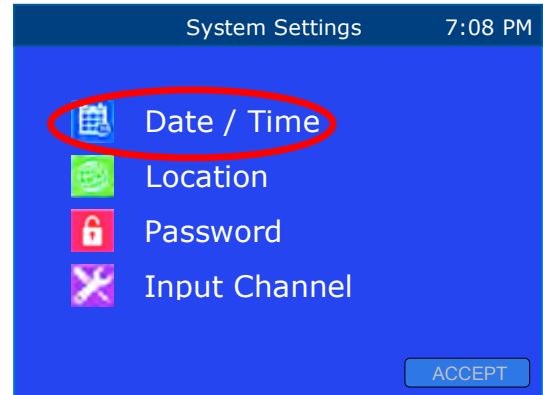 System Settings 7:08 PM
Date / Time
Location
Password
Input Channel
ACCEPT